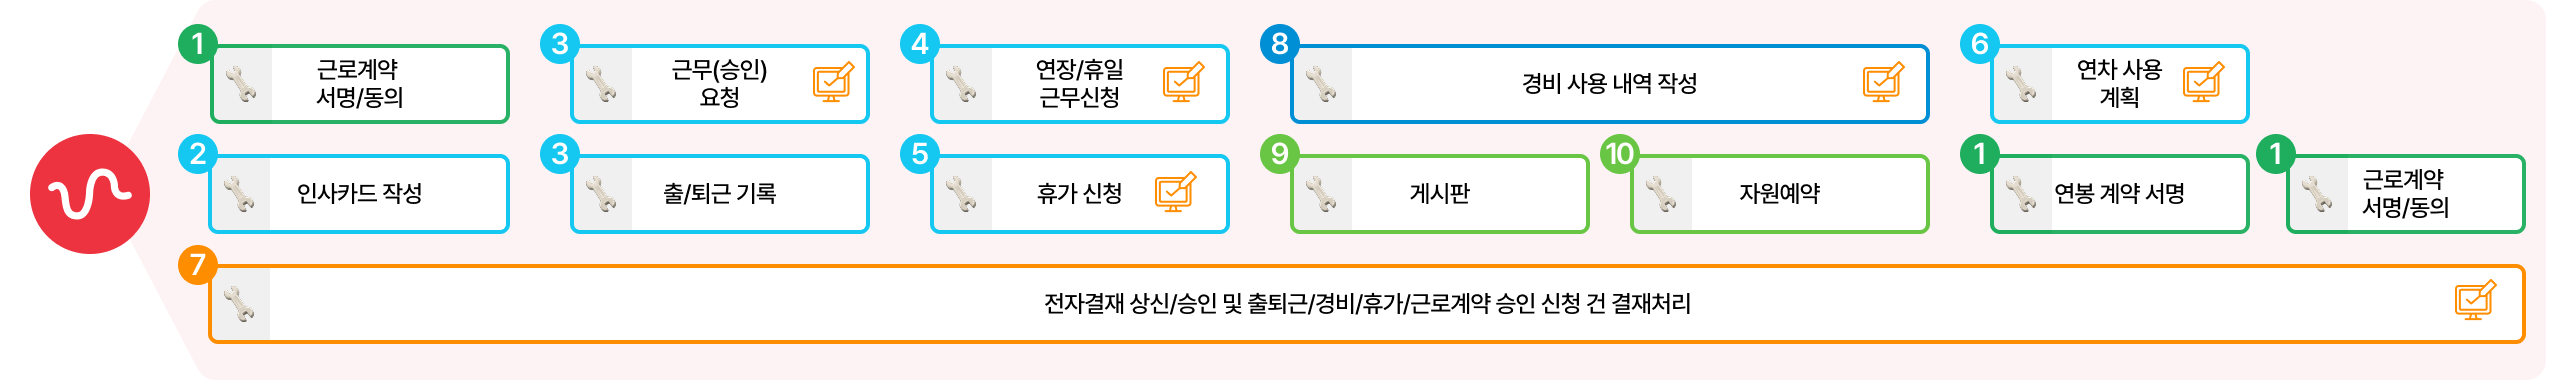 1
근로계약
서명/동의
3
근무(승인)
요청
4
연장/휴일
근무신청
8
경비 사용 내역 작성
6
연차 사용
계획
2
인사카드 작성
3
출/퇴근 기록
5
휴가 신청
9
게시판
10
자원예약
1
연봉 계약 서명
1
근로계약
서명/동의
7
전자결재 상신/승인 및 출퇴근/경비/휴가/근로계약 승인 신청 건 결재처리